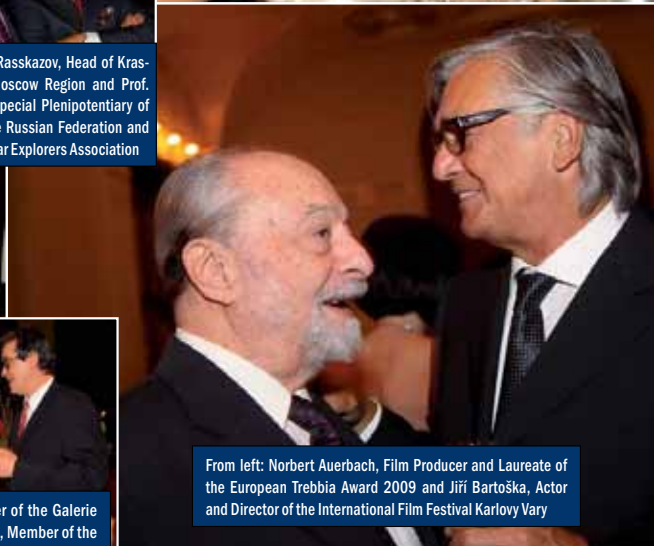 Rasskazov, Head of Kras-
oscow Region and Prof.
pecial Plenipotentiary of
Russian Federation and
ar Explorers Association
From left: Norbert Auerbach, Film Producer and Laureate of
the European Trebbia Award 2009 and Jiří Bartoška, Actor
and Director of the International Film Festival Karlovy Vary
er of the Galerie
, Member of the